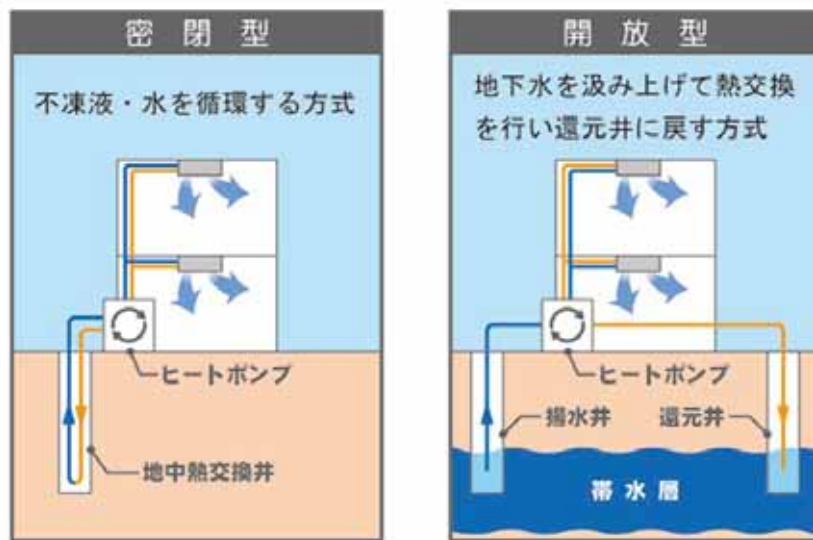 密閉型
不凍液・水を循環する方式
ヒートポンプ
地中熱交換井
開放型
地下水を汲み上げて熱交換
を行い還元井に戻す方式
ヒートポンプ
揚水井
還元井
帯水層